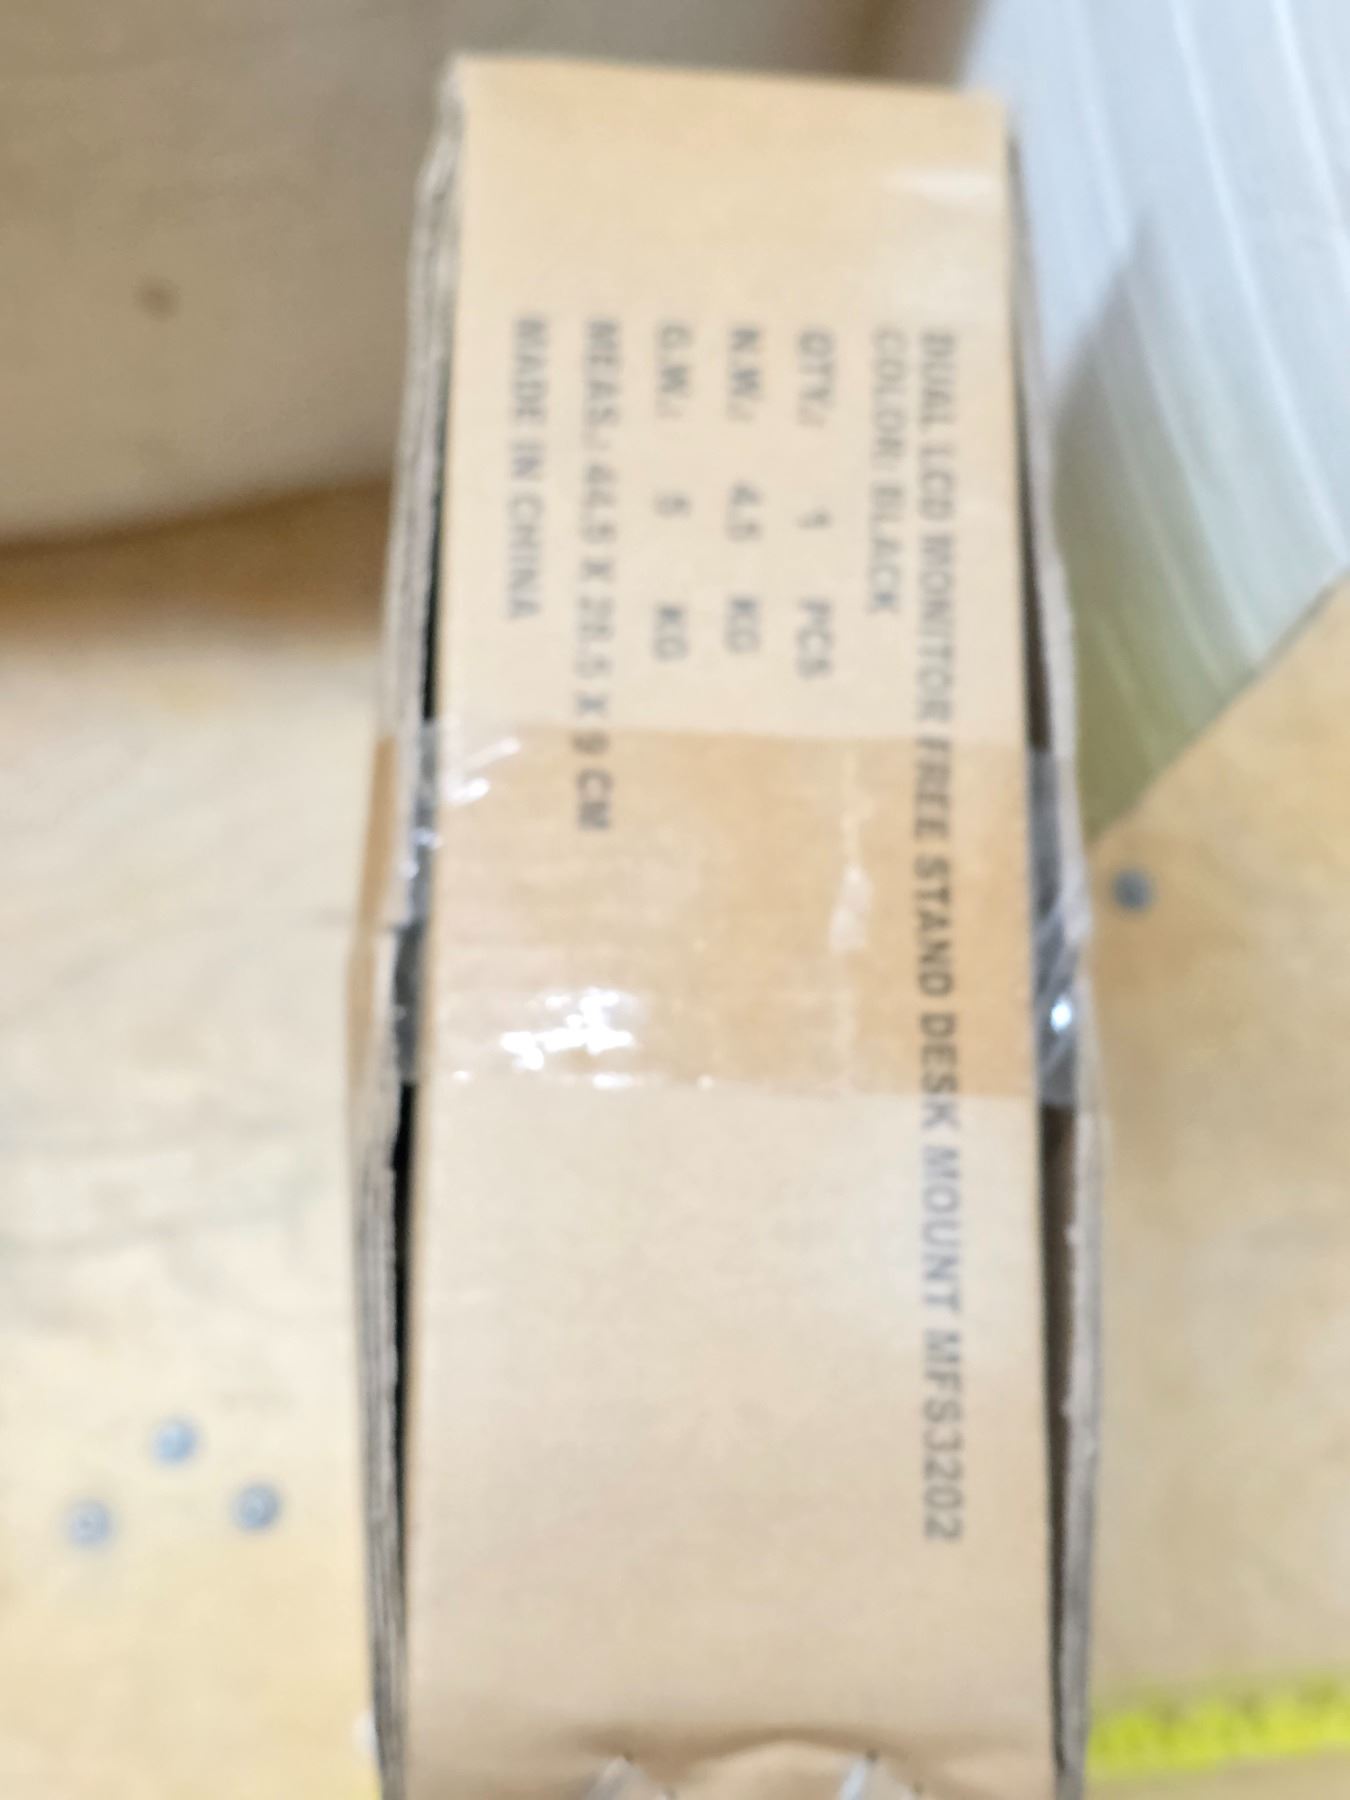 DUAL LCD MONITOR FREE STAND DESK MOUNT MFS3202
COLOR: BLACK
QTY.: 1 PCS
N.W.: 4.5 KG
G.W.: 5 KG
MEAS.: 44.5 X 28.5 X 9 CM
MADE IN CHINA